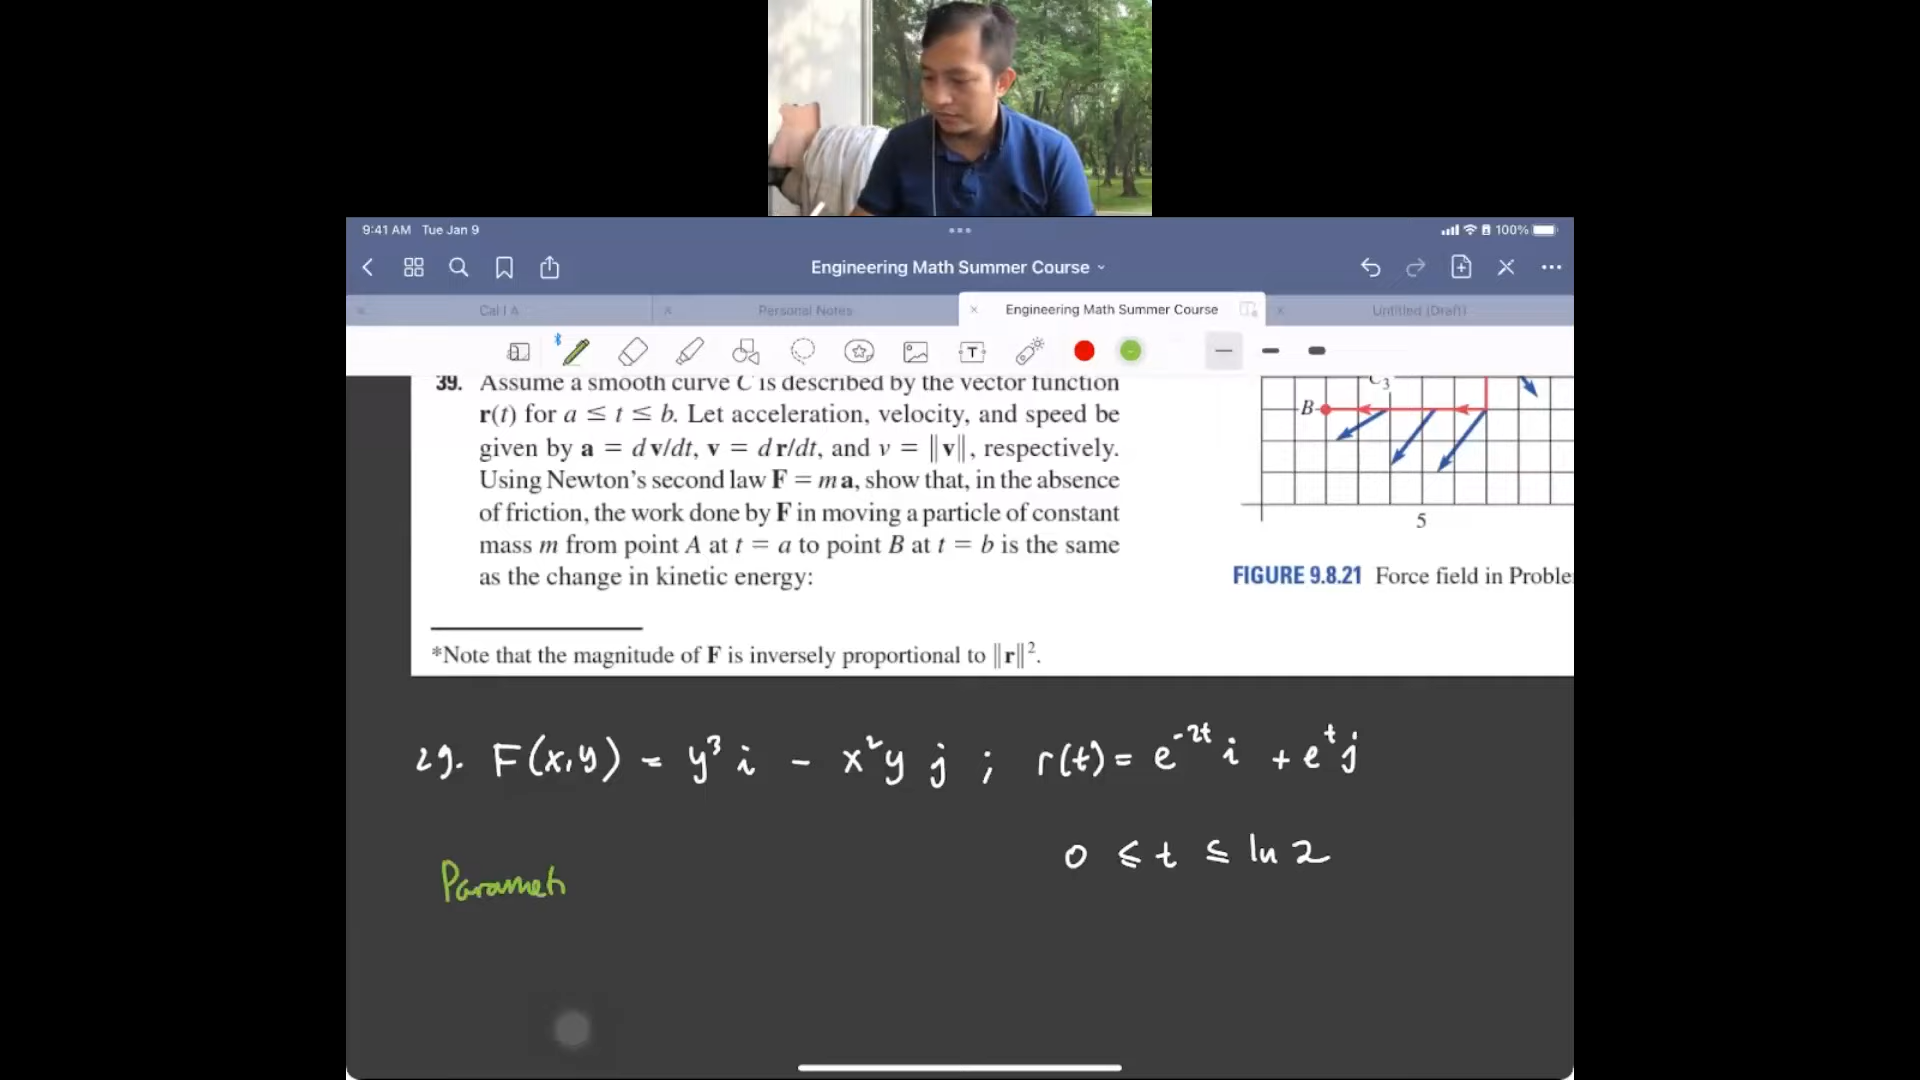 9:41 AM Tue Jan 9
100%
Engineering Math Summer Course
Cal I A
Personal Notes
Engineering Math Summer Course
Untitled (Draft)
T
39. Assume a smooth curve C is described by the vector function
r(t) for a ≤ t ≤ b. Let acceleration, velocity, and speed be
given by a = dv/dt, v = dr/dt, and v = ||v||, respectively.
Using Newton's second law F = ma, show that, in the absence
of friction, the work done by F in moving a particle of constant
mass m from point A at t = a to point B at t = b is the same
as the change in kinetic energy:
*Note that the magnitude of F is inversely proportional to ||r||².
C₃
B
5
FIGURE 9.8.21 Force field in Proble
29. F(x,y) = y³ i - x²y j ; r(t) = e⁻²ᵗ i + eᵗ j
0 ≤ t ≤ ln 2
Paramet